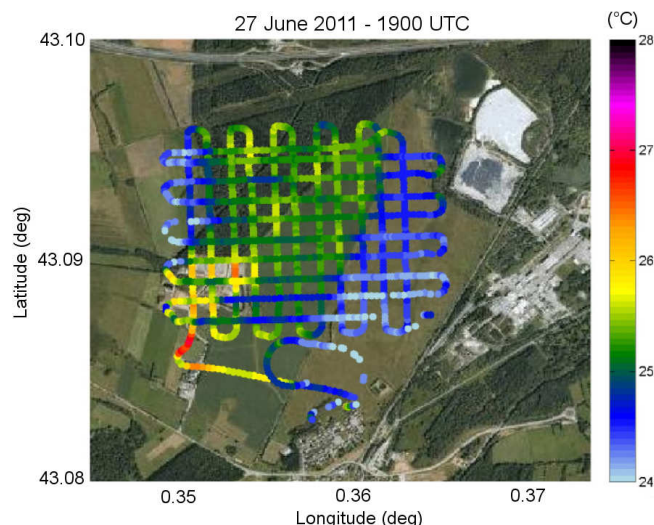 27 June 2011 - 1900 UTC
(°C)
43.10
43.09
43.08
Latitude (deg)
0.35
0.36
0.37
Longitude (deg)
28
27
26
25
24